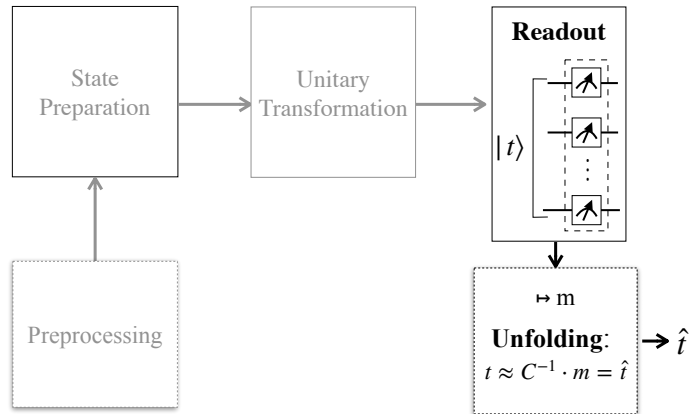 State
Preparation
Unitary
Transformation
Readout
| t⟩
Preprocessing
↦ m
Unfolding:
t ≈ C⁻¹ · m = t̂
t̂